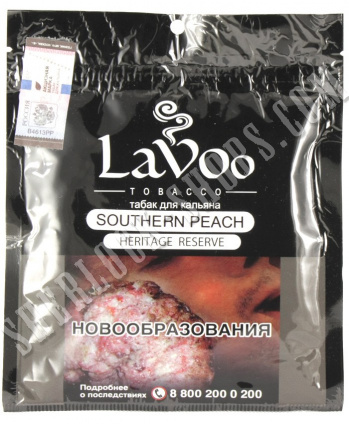 LaVoo
TOBACCO
табак для кальяна
SOUTHERN PEACH
HERITAGE RESERVE
НОВООБРАЗОВАНИЯ
Подробнее
о последствиях 8 800 200 0 200